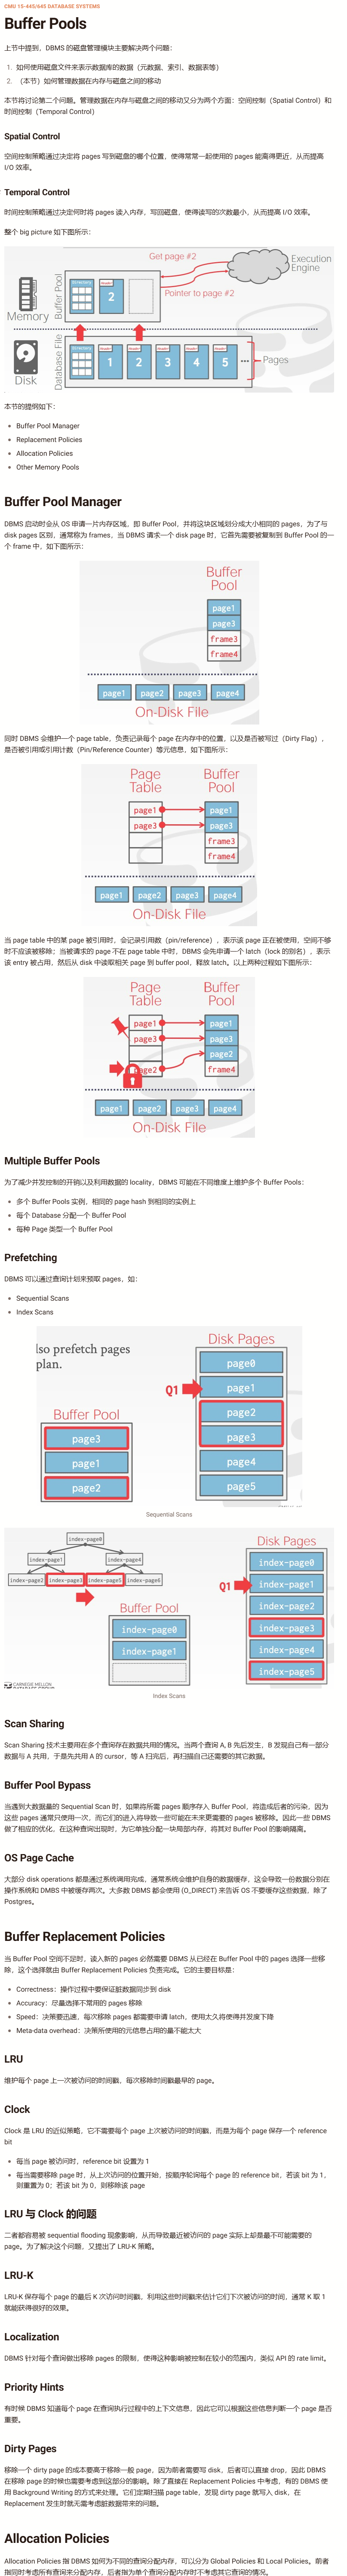 CMU 15-445/645 DATABASE SYSTEMS
Buffer Pools
上节中提到，DBMS 的磁盘管理模块主要解决两个问题：
1. 如何使用磁盘文件来表示数据库的数据（元数据、索引、数据表等）
2. （本节）如何管理数据在内存与磁盘之间的移动
本节将讨论第二个问题。管理数据在内存与磁盘之间的移动又分为两个方面：空间控制（Spatial Control）和
时间控制（Temporal Control）
Spatial Control
空间控制策略通过决定将 pages 写到磁盘的哪个位置，使得常常一起使用的 pages 能离得更近，从而提高
I/O 效率。
Temporal Control
时间控制策略通过决定何时将 pages 读入内存，写回磁盘，使得读写的次数最小，从而提高 I/O 效率。
整个 big picture 如下图所示：
Get page #2
Execution
Engine
Buffer Pool
2
Pointer to page #2
Memory
Database File
1
2
3
4
5
•••
Pages
Disk
本节的提纲如下：
• Buffer Pool Manager
• Replacement Policies
• Allocation Policies
• Other Memory Pools
Buffer Pool Manager
DBMS 启动时会从 OS 申请一片内存区域，即 Buffer Pool，并将这块区域划分成大小相同的 pages，为了与
disk pages 区别，通常称为 frames，当 DBMS 请求一个 disk page 时，它首先需要被复制到 Buffer Pool 的一
个 frame 中，如下图所示：
Buffer
Pool
page1
page3
frame3
frame4
page1 page2 page3 page4
On-Disk File
同时 DBMS 会维护一个 page table，负责记录每个 page 在内存中的位置，以及是否被写过（Dirty Flag），
是否被引用或引用计数（Pin/Reference Counter）等元信息，如下图所示：
Page
Table
Buffer
Pool
page1 page1
page3 page3
frame3
frame4
page1 page2 page3 page4
On-Disk File
当 page table 中的某 page 被引用时，会记录引用数（pin/reference），表示该 page 正在被使用，空间不够
时不应该被移除；当被请求的 page 不在 page table 中时，DBMS 会先申请一个 latch（lock 的别名），表示
该 entry 被占用，然后从 disk 中读取相关 page 到 buffer pool，释放 latch。以上两种过程如下图所示：
Page
Table
Buffer
Pool
page1 page1
page3 page3
page2
page2 frame4
page1 page2 page3 page4
On-Disk File
Multiple Buffer Pools
为了减少并发控制的开销以及利用数据的 locality，DBMS 可能在不同维度上维护多个 Buffer Pools：
• 多个 Buffer Pools 实例，相同的 page hash 到相同的实例上
• 每个 Database 分配一个 Buffer Pool
• 每种 Page 类型一个 Buffer Pool
Prefetching
DBMS 可以通过查询计划来预取 pages，如：
• Sequential Scans
• Index Scans
lso prefetch pages
plan.
Disk Pages
page0
Q1
page1
page2
page3
page4
page5
Buffer Pool
page3
page1
page2
Sequential Scans
index-page0
index-page1 index-page4
index-page2 index-page3 index-page5 index-page6
Buffer Pool
index-page0
index-page1
Disk Pages
index-page0
Q1
index-page1
index-page2
index-page3
index-page4
index-page5
CARNEGIE MELLON
Index Scans
Scan Sharing
Scan Sharing 技术主要用在多个查询存在数据共用的情况。当两个查询 A, B 先后发生，B 发现自己有一部分
数据与 A 共用，于是先共用 A 的 cursor，等 A 扫完后，再扫描自己还需要的其它数据。
Buffer Pool Bypass
当遇到大数据量的 Sequential Scan 时，如果将所需 pages 顺序存入 Buffer Pool，将造成后者的污染，因为
这些 pages 通常只使用一次，而它们的进入将导致一些可能在未来更需要的 pages 被移除。因此一些 DBMS
做了相应的优化，在这种查询出现时，为它单独分配一块局部内存，将其对 Buffer Pool 的影响隔离。
OS Page Cache
大部分 disk operations 都是通过系统调用完成，通常系统会维护自身的数据缓存，这会导致一份数据分别在
操作系统和 DMBS 中被缓存两次。大多数 DBMS 都会使用 (O_DIRECT) 来告诉 OS 不要缓存这些数据，除了
Postgres。
Buffer Replacement Policies
当 Buffer Pool 空间不足时，读入新的 pages 必然需要 DBMS 从已经在 Buffer Pool 中的 pages 选择一些移
除，这个选择就由 Buffer Replacement Policies 负责完成。它的主要目标是：
• Correctness：操作过程中要保证脏数据同步到 disk
• Accuracy：尽量选择不常用的 pages 移除
• Speed：决策要迅速，每次移除 pages 都需要申请 latch，使用太久将使得并发度下降
• Meta-data overhead：决策所使用的元信息占用的量不能太大
LRU
维护每个 page 上一次被访问的时间戳，每次移除时间戳最早的 page。
Clock
Clock 是 LRU 的近似策略，它不需要每个 page 上次被访问的时间戳，而是为每个 page 保存一个 reference
bit
• 每当 page 被访问时，reference bit 设置为 1
• 每当需要移除 page 时，从上次访问的位置开始，按顺序轮询每个 page 的 reference bit，若该 bit 为 1，
则重置为 0；若该 bit 为 0，则移除该 page
LRU 与 Clock 的问题
二者都容易被 sequential flooding 现象影响，从而导致最近被访问的 page 实际上却是最不可能需要的
page。为了解决这个问题，又提出了 LRU-K 策略。
LRU-K
LRU-K 保存每个 page 的最后 K 次访问时间戳，利用这些时间戳来估计它们下次被访问的时间，通常 K 取 1
就能获得很好的效果。
Localization
DBMS 针对每个查询做出移除 pages 的限制，使得这种影响被控制在较小的范围内，类似 API 的 rate limit。
Priority Hints
有时候 DBMS 知道每个 page 在查询执行过程中的上下文信息，因此它可以根据这些信息判断一个 page 是否
重要。
Dirty Pages
移除一个 dirty page 的成本要高于移除一般 page，因为前者需要写 disk，后者可以直接 drop，因此 DBMS
在移除 page 的时候也需要考虑到这部分的影响。除了直接在 Replacement Policies 中考虑，有的 DBMS 使
用 Background Writing 的方式来处理。它们定期扫描 page table，发现 dirty page 就写入 disk，在
Replacement 发生时就无需考虑脏数据带来的问题。
Allocation Policies
Allocation Policies 指 DBMS 如何为不同的查询分配内存，可以分为 Global Policies 和 Local Policies。前者
指同时考虑所有查询来分配内存，后者指为单个查询分配内存时不考虑其它查询的情况。